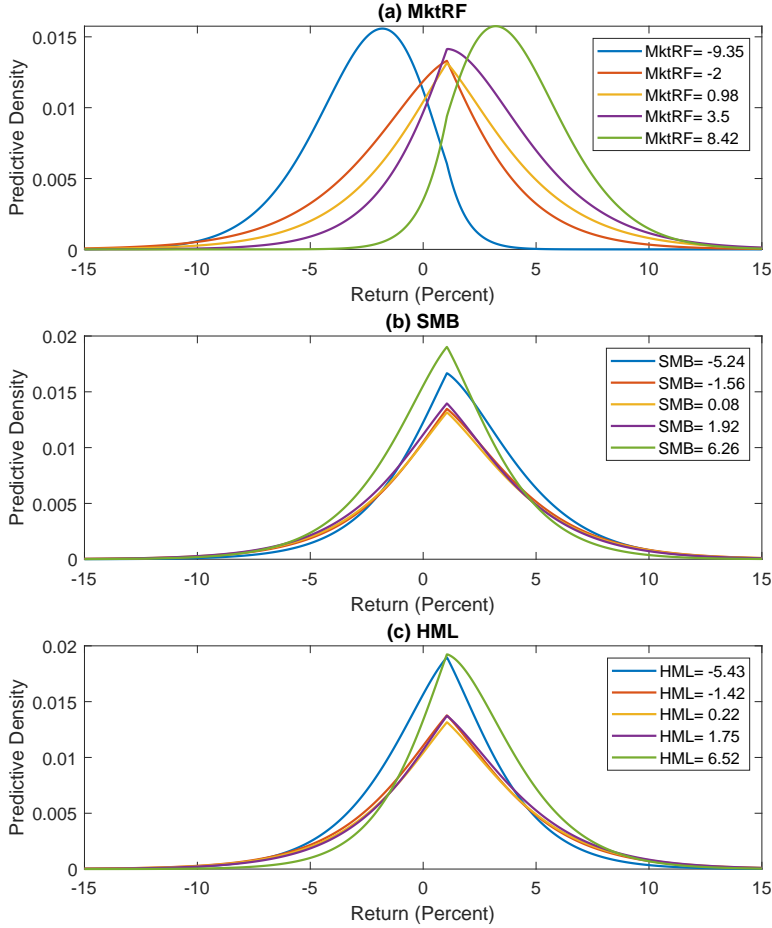 (a) MktRF
Predictive Density
0.015
0.01
0.005
0
MktRF= -9.35
MktRF= -2
MktRF= 0.98
MktRF= 3.5
MktRF= 8.42
-15 -10 -5 0 5 10 15
Return (Percent)
(b) SMB
Predictive Density
0.02
0.015
0.01
0.005
0
SMB= -5.24
SMB= -1.56
SMB= 0.08
SMB= 1.92
SMB= 6.26
-15 -10 -5 0 5 10 15
Return (Percent)
(c) HML
Predictive Density
0.02
0.015
0.01
0.005
0
HML= -5.43
HML= -1.42
HML= 0.22
HML= 1.75
HML= 6.52
-15 -10 -5 0 5 10 15
Return (Percent)